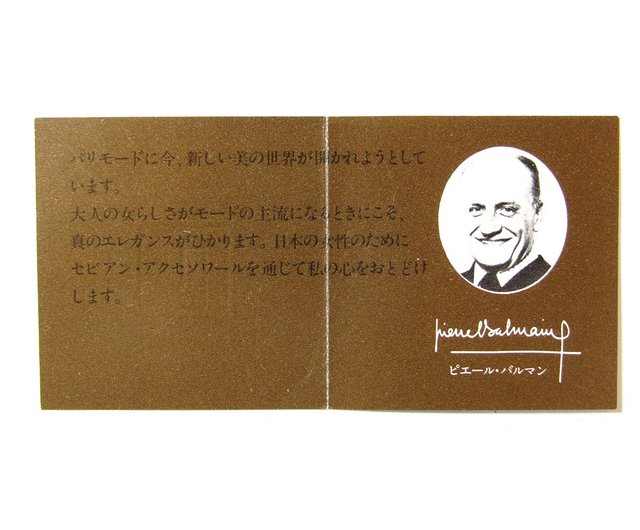 パリモードに今、新しい美の世界が開かれようとして
います。
大人の女らしさがモードの主流になるときにこそ、
真のエレガンスがひかります。日本の女性のために
セビアン・アクセソワールを通じて私の心をおとどけ
します。
Pierre Balmain
ピエール・バルマン